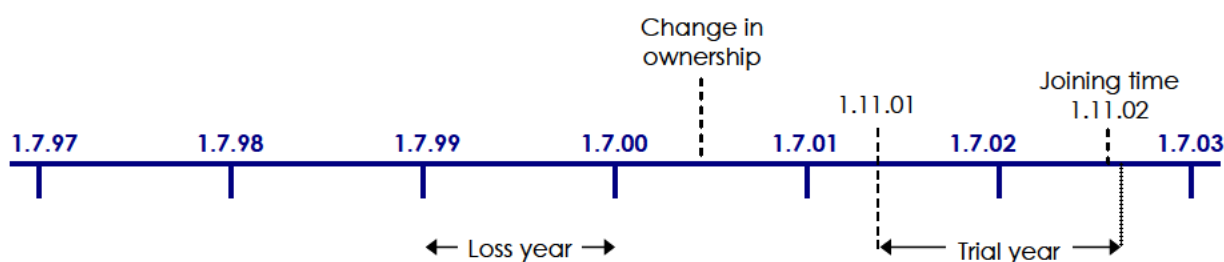 Change in
ownership
Joining time
1.11.01
1.11.02
1.7.97
1.7.98
1.7.99
1.7.00
1.7.01
1.7.02
1.7.03
Loss year
Trial year